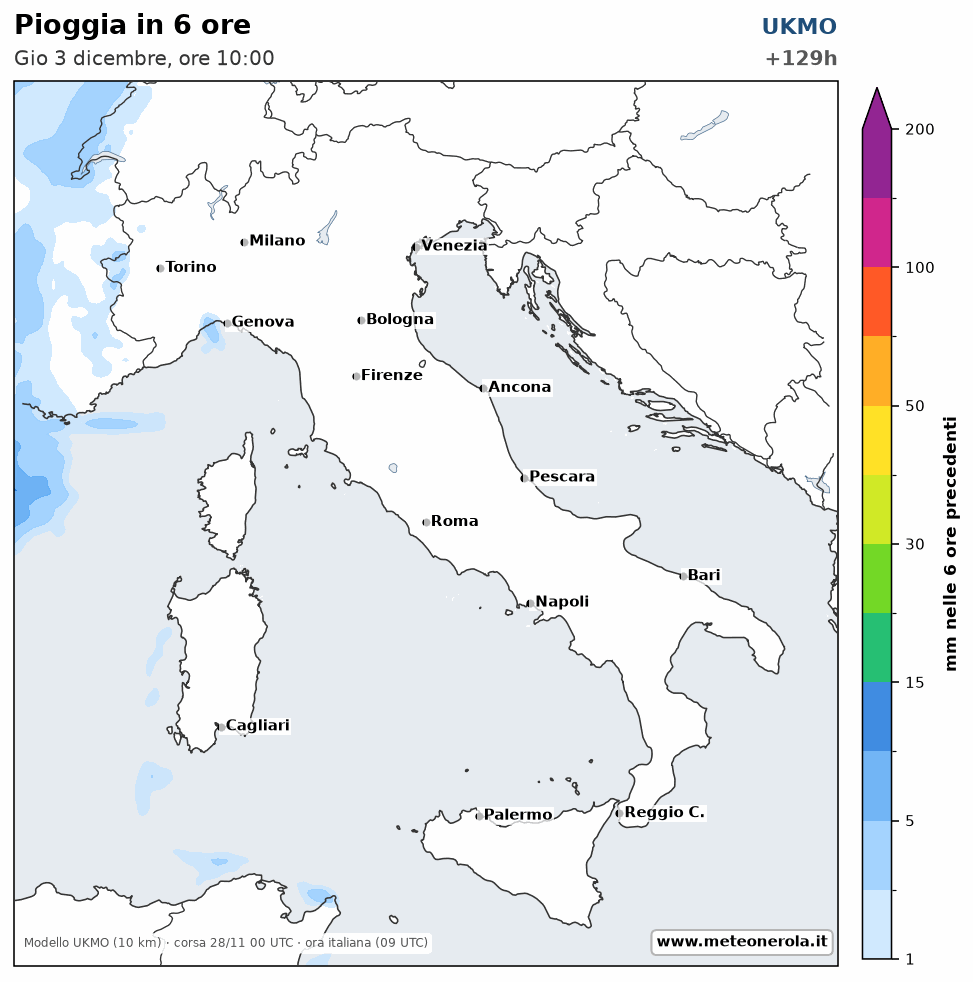 Pioggia in 6 ore
UKMO
Gio 3 dicembre, ore 10:00
+129h
200
100
50
30
15
5
1
mm nelle 6 ore precedenti
Milano
Venezia
Torino
Genova
Bologna
Firenze
Ancona
Pescara
Roma
Bari
Napoli
Cagliari
Palermo
Reggio C.
Modello UKMO (10 km) · corsa 28/11 00 UTC · ora italiana (09 UTC)
www.meteonerola.it